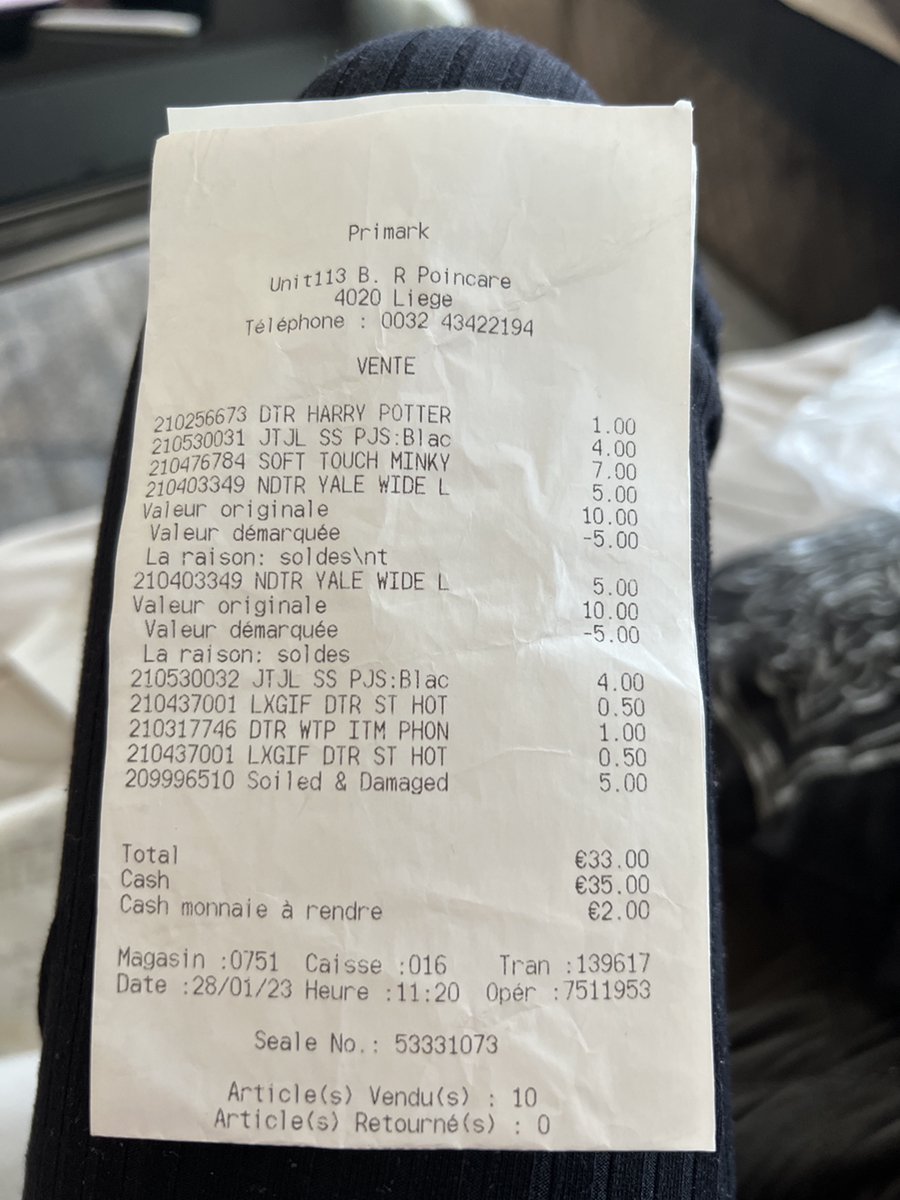 Primark
Unit113 B. R Poincare
4020 Liege
Téléphone : 0032 43422194
VENTE
210256673 DTR HARRY POTTER 1.00
210530031 JTJL SS PJS:Blac 4.00
210476784 SOFT TOUCH MINKY 7.00
210403349 NDTR YALE WIDE L 5.00
Valeur originale 10.00
Valeur démarquée -5.00
La raison: soldes\nt
210403349 NDTR YALE WIDE L 5.00
Valeur originale 10.00
Valeur démarquée -5.00
La raison: soldes
210530032 JTJL SS PJS:Blac 4.00
210437001 LXGIF DTR ST HOT 0.50
210317746 DTR WTP ITM PHON 1.00
210437001 LXGIF DTR ST HOT 0.50
209996510 Soiled & Damaged 5.00
Total €33.00
Cash €35.00
Cash monnaie à rendre €2.00
Magasin :0751 Caisse :016 Tran :139617
Date :28/01/23 Heure :11:20 Opér :7511953
Seale No.: 53331073
Article(s) Vendu(s) : 10
Article(s) Retourné(s) : 0